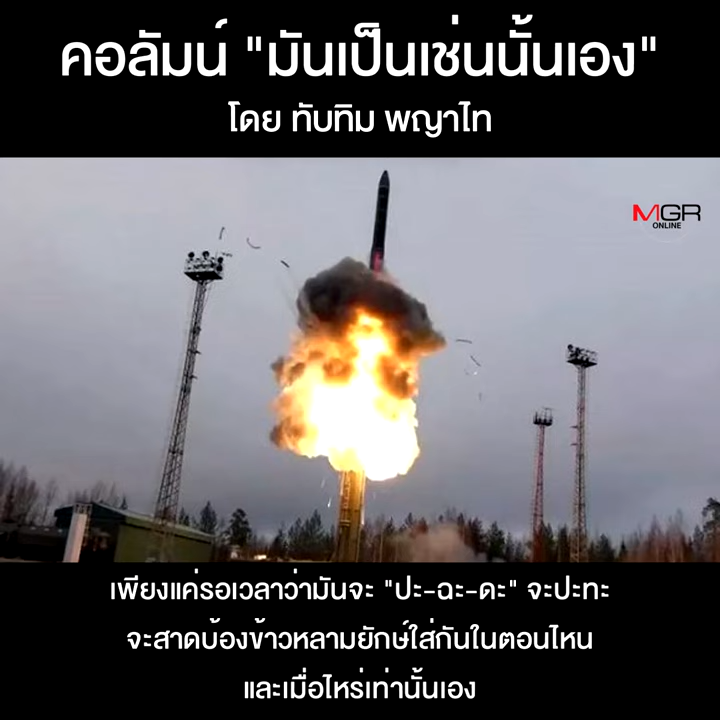 คอลัมน์ "มันเป็นเช่นนั้นเอง"
โดย ทับทิม พญาไท
MGR
ONLINE
เพียงแค่รอเวลาว่ามันจะ "ปะ-ฉะ-ดะ" จะปะทะ
จะสาดบ้องข้าวหลามยักษ์ใส่กันในตอนไหน
และเมื่อไหร่เท่านั้นเอง